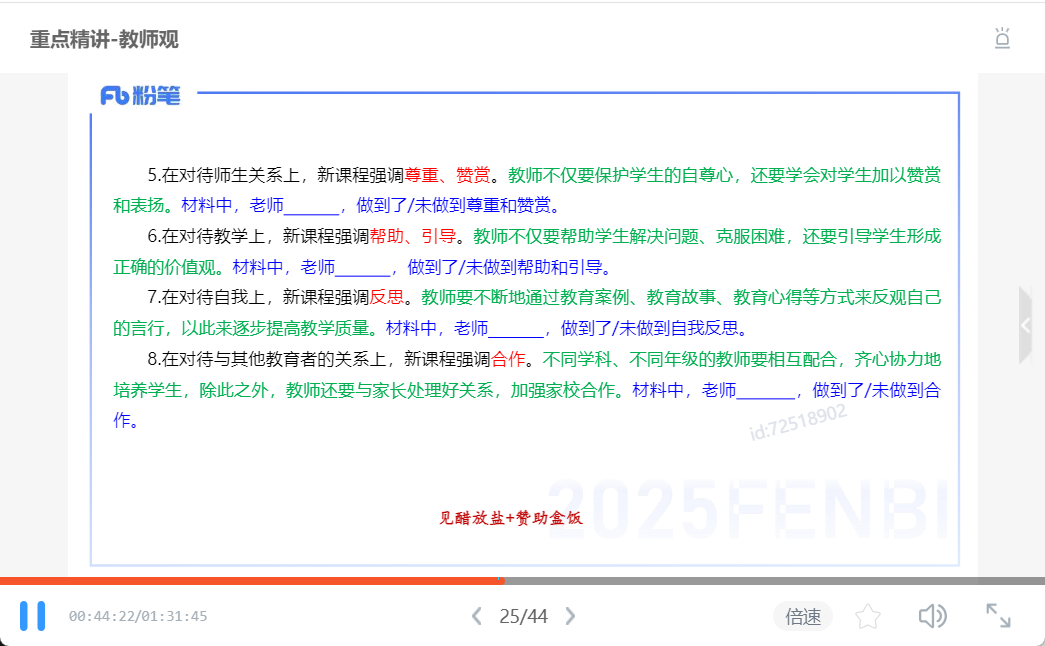 重点精讲-教师观
粉笔
5.在对待师生关系上，新课程强调尊重、赞赏。教师不仅要保护学生的自尊心，还要学会对学生加以赞赏
和表扬。材料中，老师______，做到了/未做到尊重和赞赏。
6.在对待教学上，新课程强调帮助、引导。教师不仅要帮助学生解决问题、克服困难，还要引导学生形成
正确的价值观。材料中，老师______，做到了/未做到帮助和引导。
7.在对待自我上，新课程强调反思。教师要不断地通过教育案例、教育故事、教育心得等方式来反观自己
的言行，以此来逐步提高教学质量。材料中，老师______，做到了/未做到自我反思。
8.在对待与其他教育者的关系上，新课程强调合作。不同学科、不同年级的教师要相互配合，齐心协力地
培养学生，除此之外，教师还要与家长处理好关系，加强家校合作。材料中，老师______，做到了/未做到合
作。
id:72518902
2025FENBI
见醋放盐+赞助盒饭
00:44:22/01:31:45
25/44
倍速